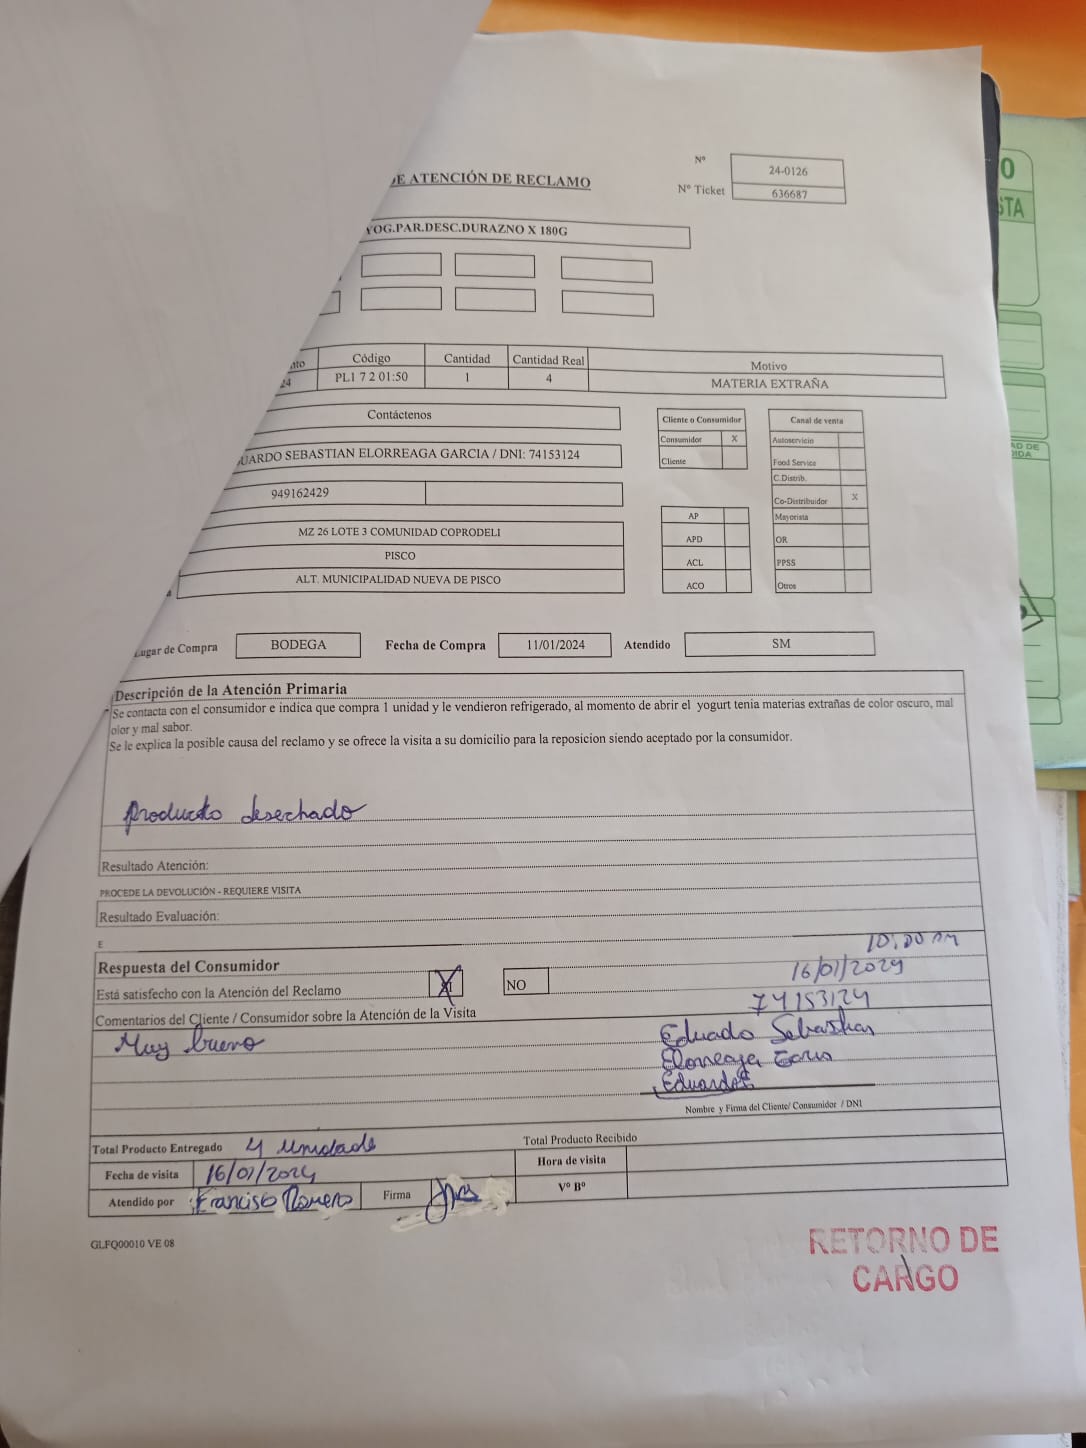 Nº
24-0126
DE ATENCIÓN DE RECLAMO
Nº Ticket
636687
YOG.PAR.DESC.DURAZNO X 180G
Código Cantidad Cantidad Real Motivo
24 PL1 7 2 01:50 1 4 MATERIA EXTRAÑA
Contáctenos
UARDO SEBASTIAN ELORREAGA GARCIA / DNI: 74153124
949162429
MZ 26 LOTE 3 COMUNIDAD COPRODELI
PISCO
ALT. MUNICIPALIDAD NUEVA DE PISCO
Cliente o Consumidor
Consumidor X
Cliente
AP
APD
ACL
ACO
Canal de venta
Autoservicio
Food Service
C.Distrib.
Co-Distribuidor X
Mayorista
OR
PPSS
Otros
Lugar de Compra BODEGA Fecha de Compra 11/01/2024 Atendido SM
Descripción de la Atención Primaria
Se contacta con el consumidor e indica que compra 1 unidad y le vendieron refrigerado, al momento de abrir el yogurt tenia materias extrañas de color oscuro, mal
olor y mal sabor.
Se le explica la posible causa del reclamo y se ofrece la visita a su domicilio para la reposicion siendo aceptado por la consumidor.
producto desechado
Resultado Atención:
PROCEDE LA DEVOLUCIÓN - REQUIERE VISITA
Resultado Evaluación:
E
Respuesta del Consumidor
Está satisfecho con la Atención del Reclamo X NO
Comentarios del Cliente / Consumidor sobre la Atención de la Visita
Muy bueno
10:00 AM
16/01/2024
74153124
Eduado Sebastian
Elorreaga Garcia
Eduardo
Nombre y Firma del Cliente/ Consumidor / DNI
Total Producto Entregado 4 unidade
Total Producto Recibido
Fecha de visita 16/01/2024
Hora de visita
Atendido por Francisco Romero Firma
Vº Bº
GLFQ00010 VE 08
RETORNO DE
CARGO
O
STA
AD DE
DIDA